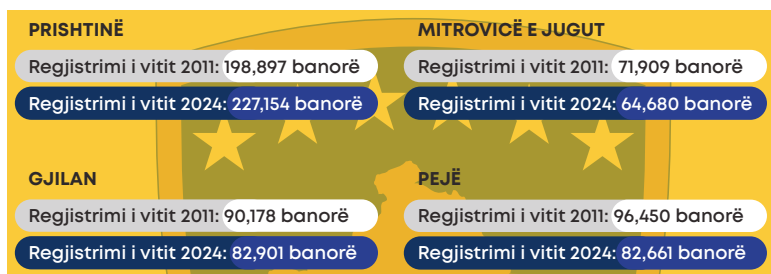 PRISHTINË
Regjistrimi i vitit 2011: 198,897 banorë
Regjistrimi i vitit 2024: 227,154 banorë
MITROVICË E JUGUT
Regjistrimi i vitit 2011: 71,909 banorë
Regjistrimi i vitit 2024: 64,680 banorë
GJILAN
Regjistrimi i vitit 2011: 90,178 banorë
Regjistrimi i vitit 2024: 82,901 banorë
PEJË
Regjistrimi i vitit 2011: 96,450 banorë
Regjistrimi i vitit 2024: 82,661 banorë